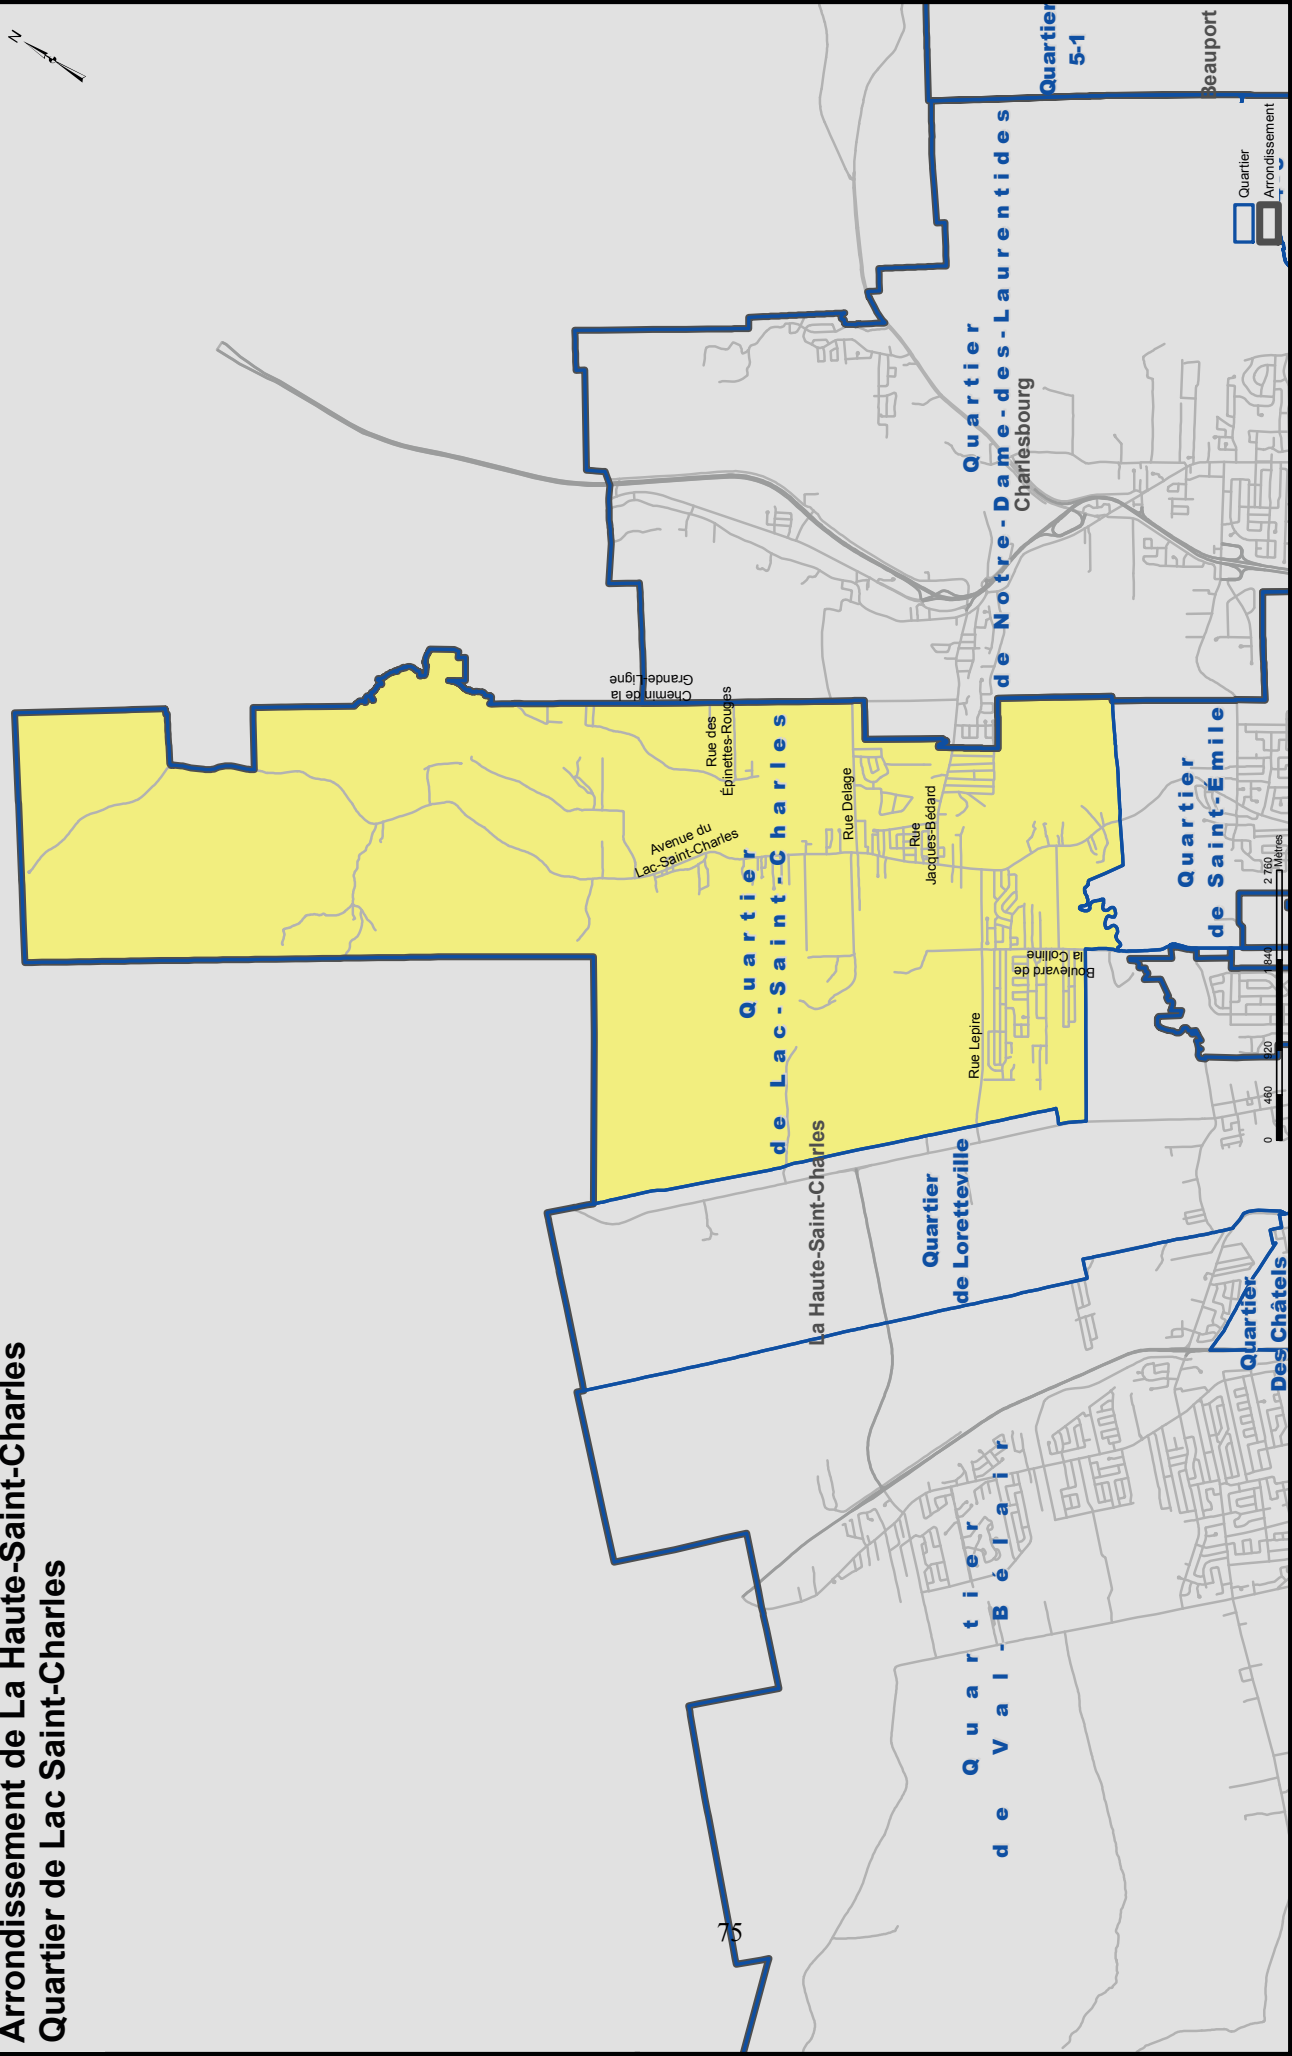 Arrondissement de La Haute-Saint-Charles
Quartier de Lac Saint-Charles
N
Quartier
5-1
Beauport
Quartier
de Notre-Dame-des-Laurentides
Charlesbourg
Chemin de la
Grande-Ligne
Rue des
Épinettes-Rouges
Avenue du
Lac-Saint-Charles
Rue Delage
Rue
Jacques-Bédard
Quartier
de Lac-Saint-Charles
Boulevard de
la Colline
Rue Lepire
Quartier
de Saint-Émile
La Haute-Saint-Charles
Quartier
de Loretteville
Quartier
Des Châtels
Quartier
de Val-Bélair
Quartier
Arrondissement
0 460 920 1 840 2 760
Mètres
75